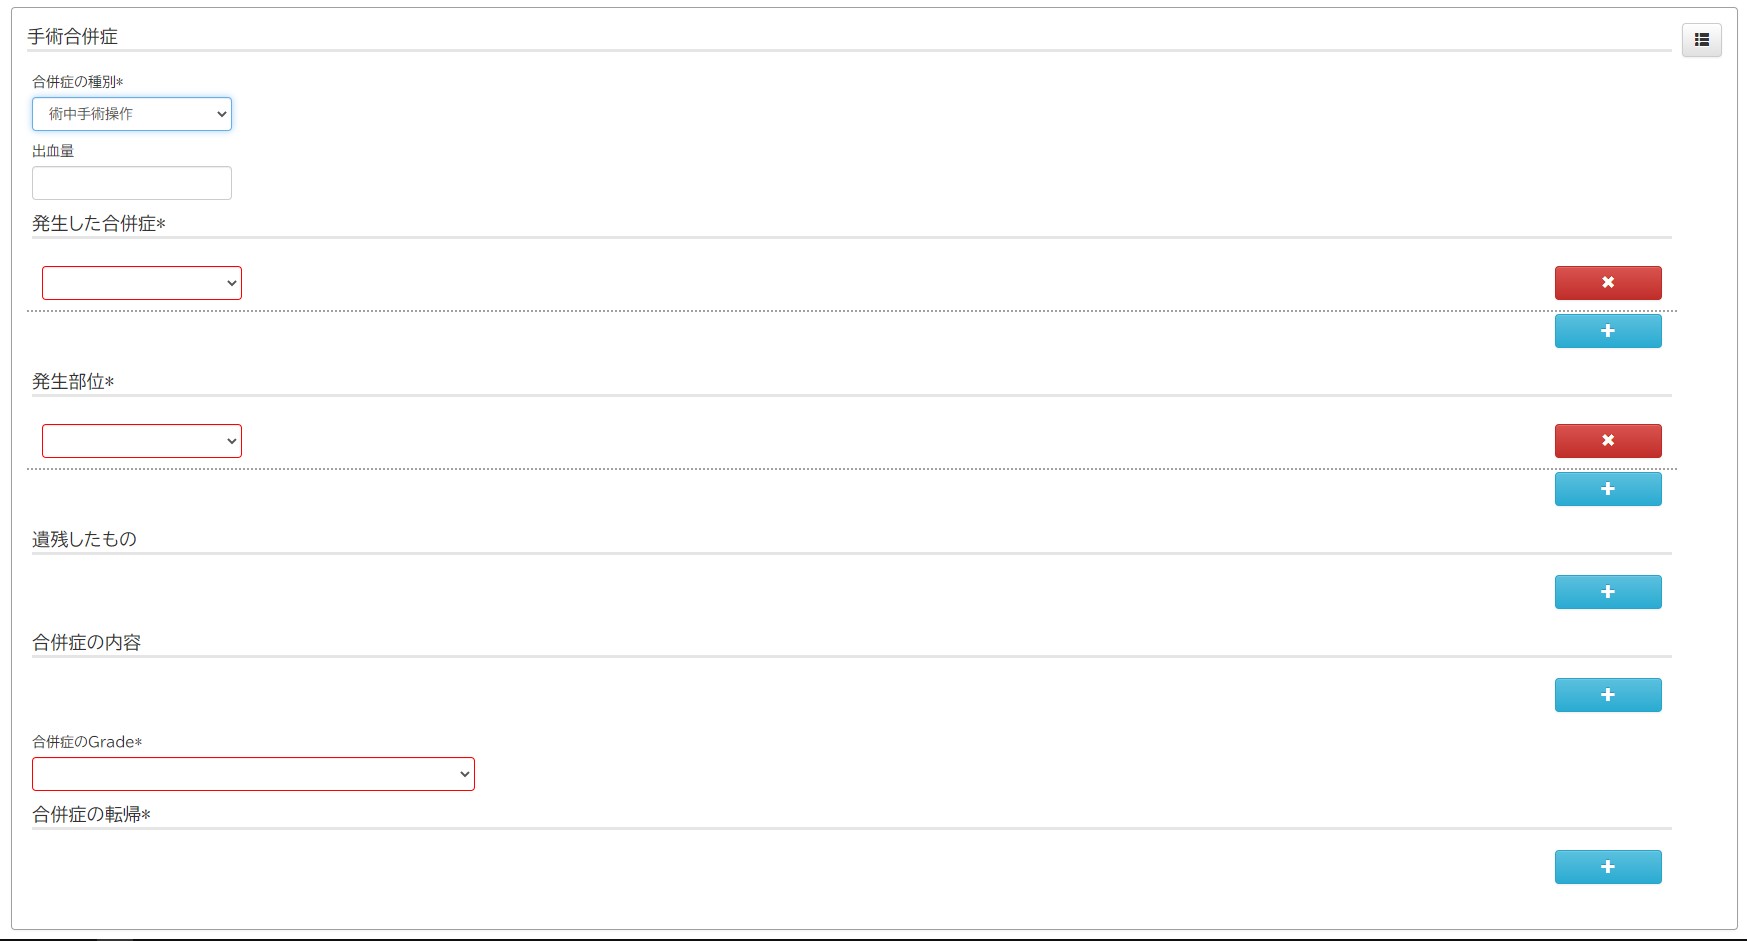 手術合併症
合併症の種別*
術中手術操作
出血量
発生した合併症*
発生部位*
遺残したもの
合併症の内容
合併症のGrade*
合併症の転帰*